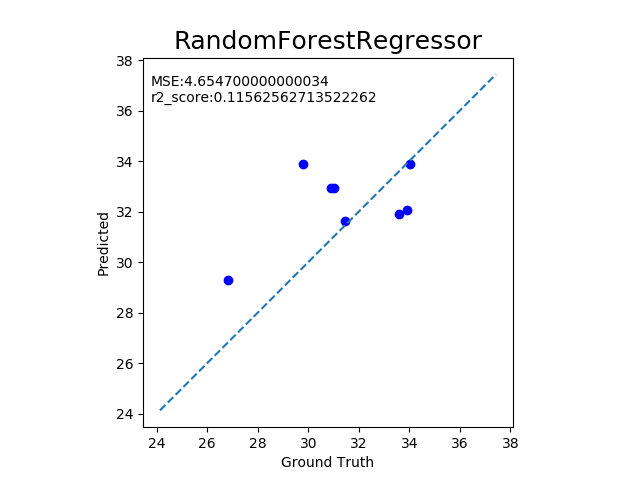 RandomForestRegressor
MSE:4.654700000000034
r2_score:0.11562562713522262
38
36
34
32
30
28
26
24
Predicted
24 26 28 30 32 34 36 38
Ground Truth